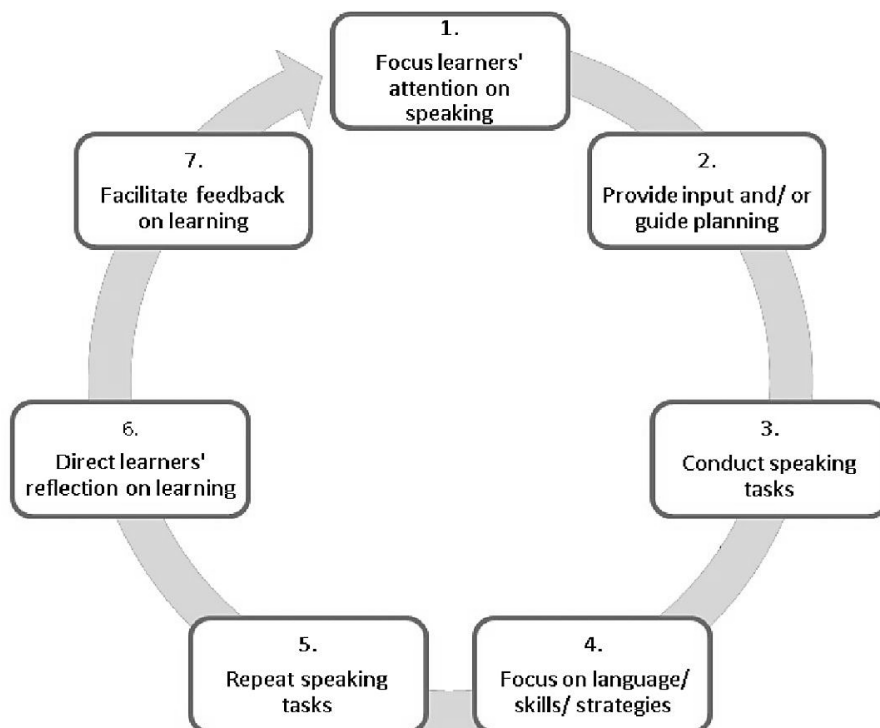 1.
Focus learners'
attention on
speaking
2.
Provide input and/ or
guide planning
3.
Conduct speaking
tasks
4.
Focus on language/
skills/ strategies
5.
Repeat speaking
tasks
6.
Direct learners'
reflection on learning
7.
Facilitate feedback
on learning